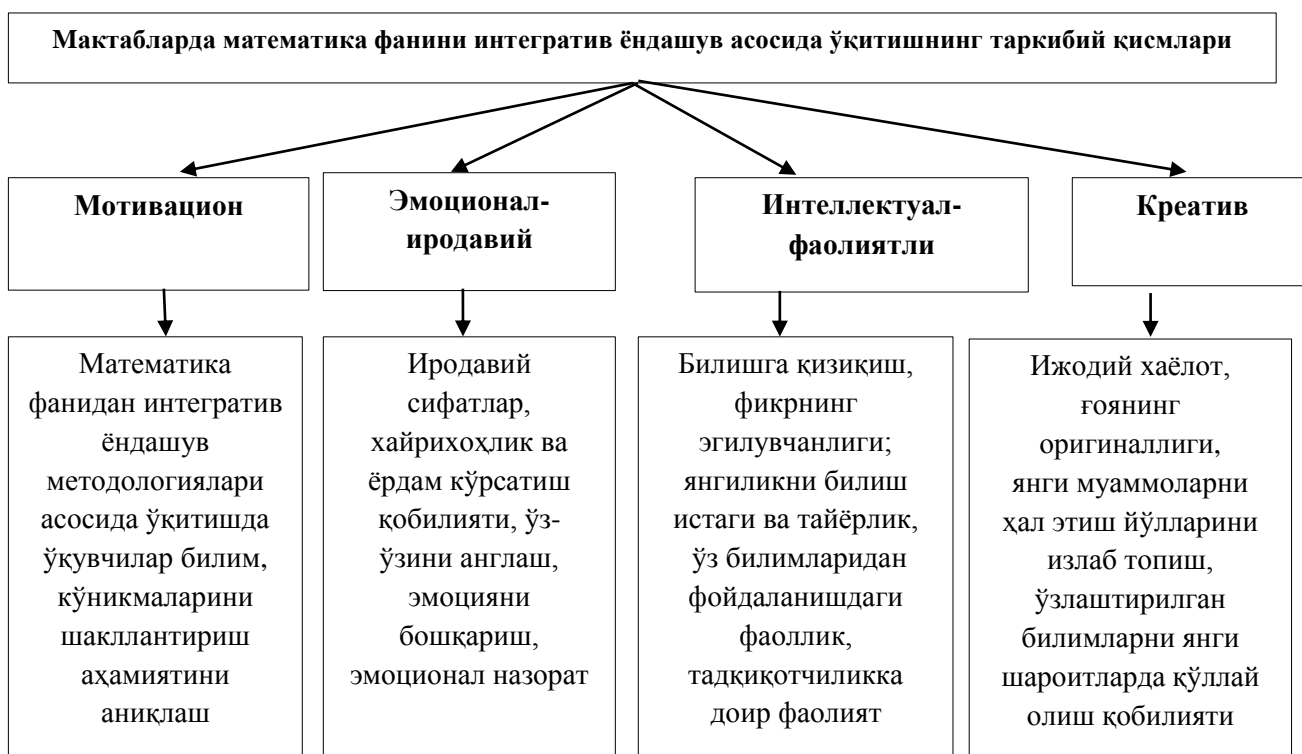 Мактабларда математика фанини интегратив ёндашув асосида ўқитишнинг таркибий қисмлари
Мотивацион
Эмоционал-
иродавий
Интеллектуал-
фаолиятли
Креатив
Математика
фанидан интегратив
ёндашув
методологиялари
асосида ўқитишда
ўқувчилар билим,
кўникмаларини
шакллантириш
аҳамиятини
аниқлаш
Иродавий
сифатлар,
хайрихоҳлик ва
ёрдам кўрсатиш
қобилияти, ўз-
ўзини англаш,
эмоцияни
бошқариш,
эмоционал назорат
Билишга қизиқиш,
фикрнинг
эгилувчанлиги;
янгиликни билиш
истаги ва тайёрлик,
ўз билимларидан
фойдаланишдаги
фаоллик,
тадқиқотчиликка
доир фаолият
Ижодий хаёлот,
ғоянинг
оригиналлиги,
янги муаммоларни
ҳал этиш йўлларини
излаб топиш,
ўзлаштирилган
билимларни янги
шароитларда қўллай
олиш қобилияти